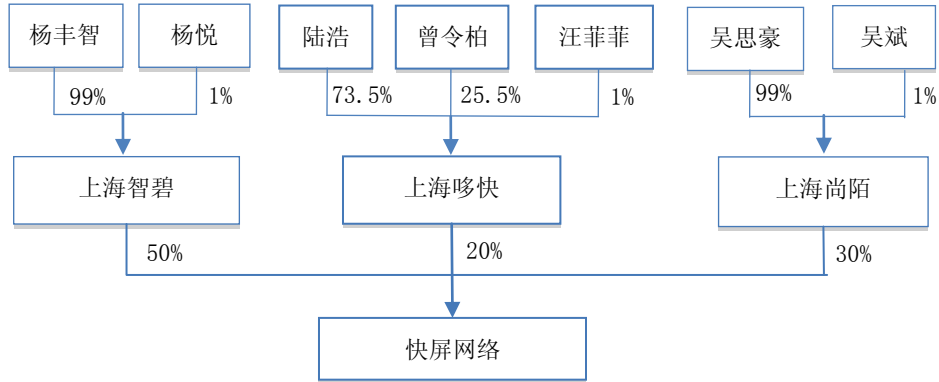 杨丰智 杨悦 陆浩 曾令柏 汪菲菲 吴思豪 吴斌
99% 1% 73.5% 25.5% 1% 99% 1%
上海智碧 上海哆快 上海尚陌
50% 20% 30%
快屏网络